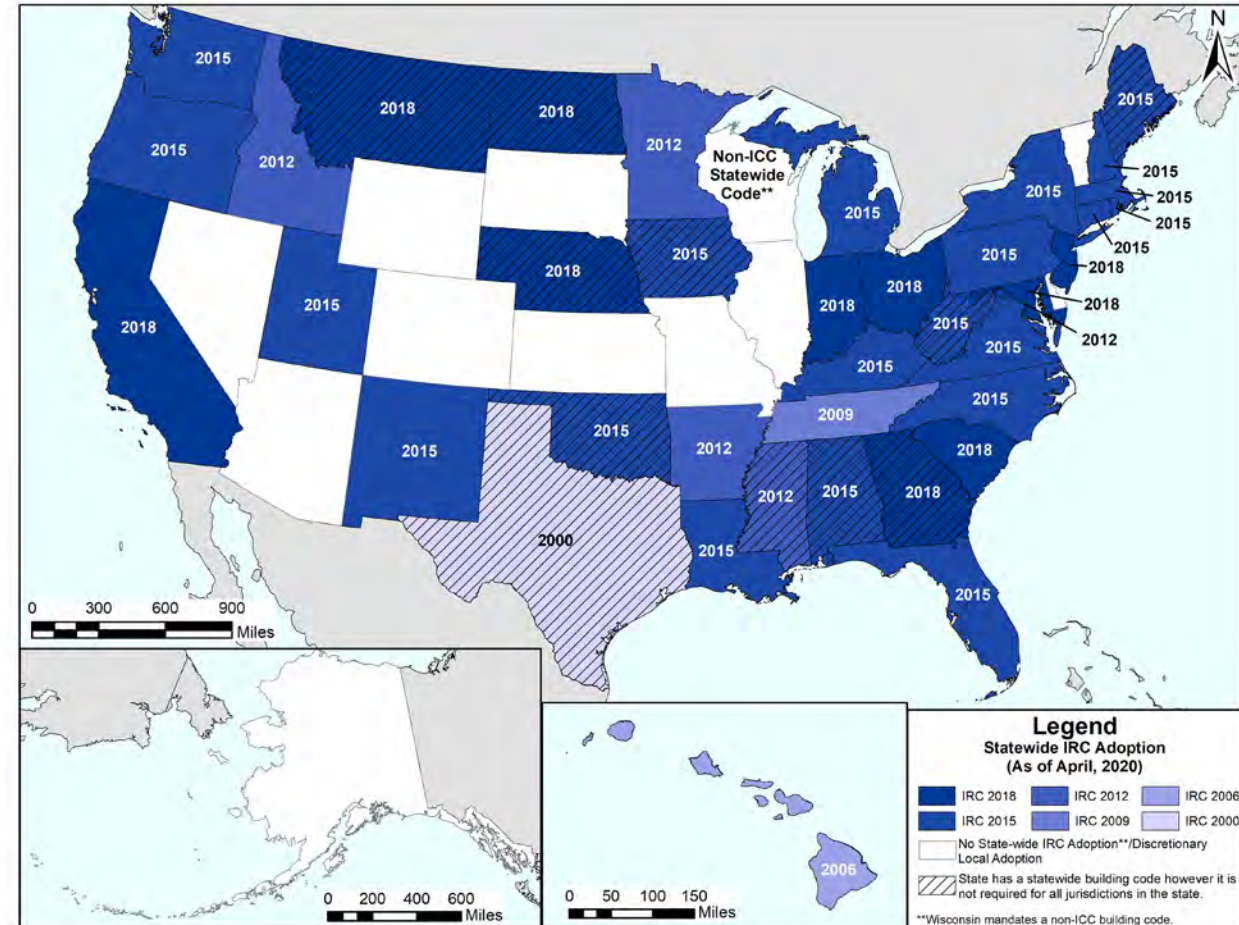 N
2015
2018
2018
2015
2012
2012
Non-ICC
Statewide
Code**
2015
2015
2015
2015
2015
2015
2015
2018
2015
2015
2018
2018
2018
2018
2018
2015
2015
2012
2015
2015
2009
2015
2015
2012
2018
2012
2015
2018
2000
2015
2015
0 300 600 900
Miles
0 200 400 600
Miles
2006
0 50 100 150
Miles
Legend
Statewide IRC Adoption
(As of April, 2020)
IRC 2018 IRC 2012 IRC 2006
IRC 2015 IRC 2009 IRC 2000
No State-wide IRC Adoption**/Discretionary
Local Adoption
State has a statewide building code however it is
not required for all jurisdictions in the state.
**Wisconsin mandates a non-ICC building code.